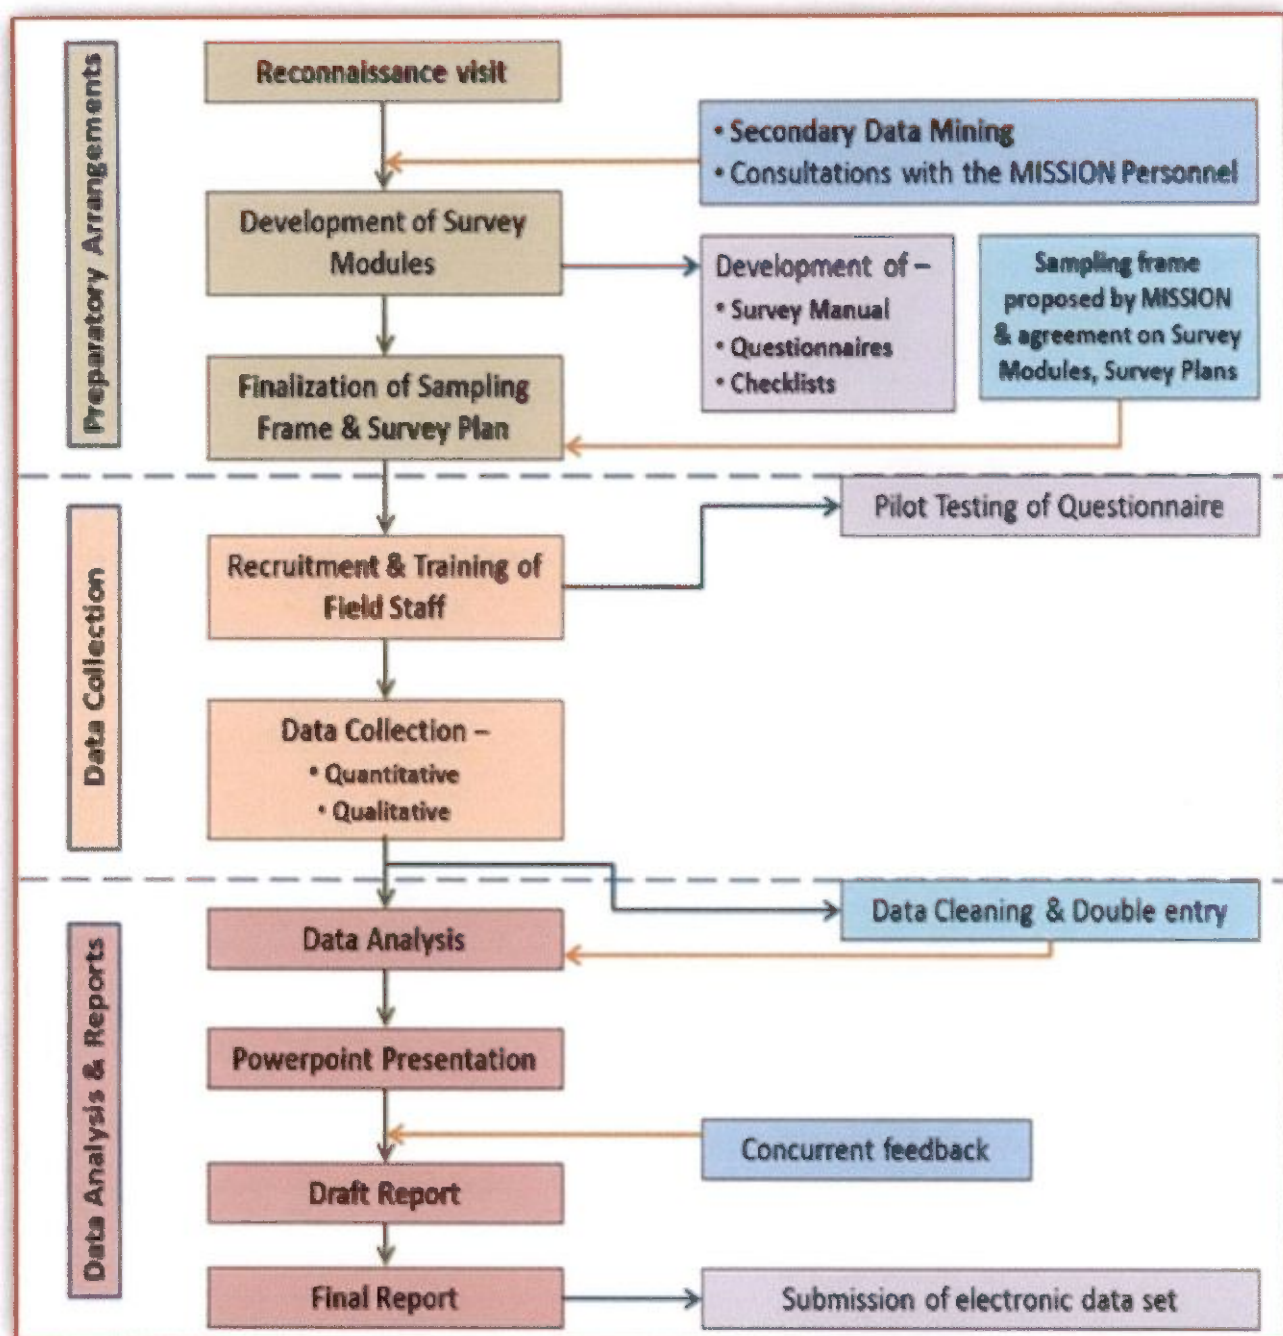 Preparatory Arrangements
Reconnaissance visit
• Secondary Data Mining
• Consultations with the MISSION Personnel
Development of Survey
Modules
Development of –
• Survey Manual
• Questionnaires
• Checklists
Sampling frame
proposed by MISSION
& agreement on Survey
Modules, Survey Plans
Finalization of Sampling
Frame & Survey Plan
Data Collection
Pilot Testing of Questionnaire
Recruitment & Training of
Field Staff
Data Collection –
• Quantitative
• Qualitative
Data Analysis & Reports
Data Cleaning & Double entry
Data Analysis
Powerpoint Presentation
Concurrent feedback
Draft Report
Final Report
Submission of electronic data set